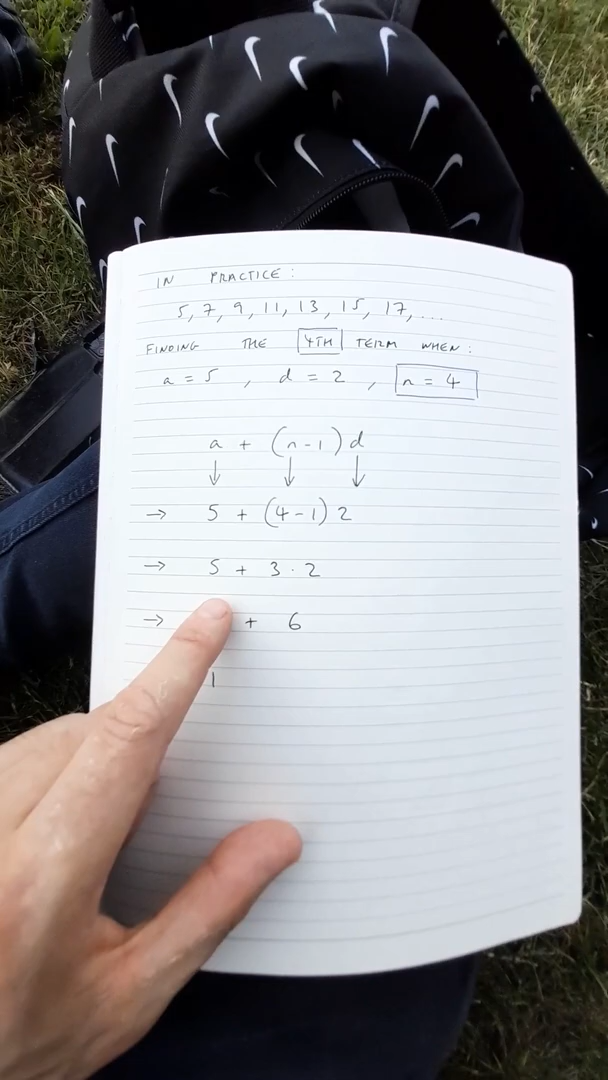 IN PRACTICE:
5, 7, 9, 11, 13, 15, 17, ...
FINDING THE 4TH TERM WHEN:
a = 5 , d = 2 , n = 4
a + (n-1) d
↓ ↓ ↓
→ 5 + (4-1) 2
→ 5 + 3 · 2
→ + 6
1